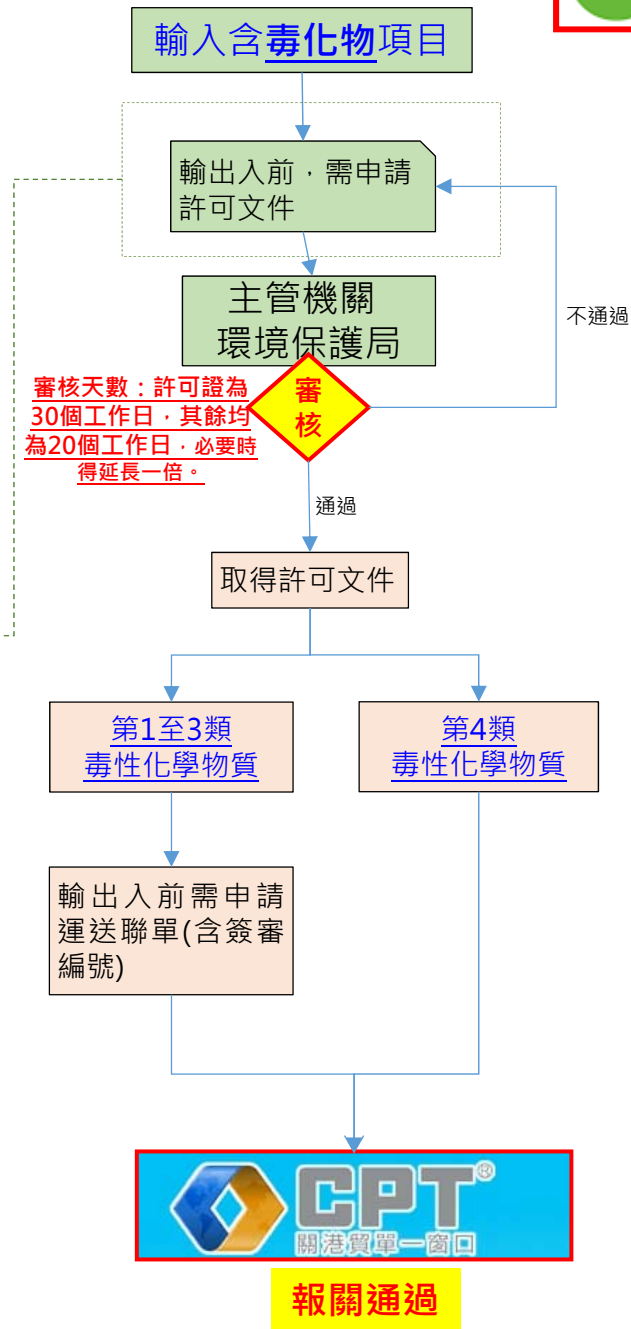 輸入含毒化物項目
輸出入前，需申請
許可文件
主管機關
環境保護局
不通過
審核天數：許可證為
30個工作日，其餘均
為20個工作日，必要時
得延長一倍。
審
核
通過
取得許可文件
第1至3類
毒性化學物質
第4類
毒性化學物質
輸出入前需申請
運送聯單(含簽審
編號)
CPT®
關港貿單一窗口
報關通過